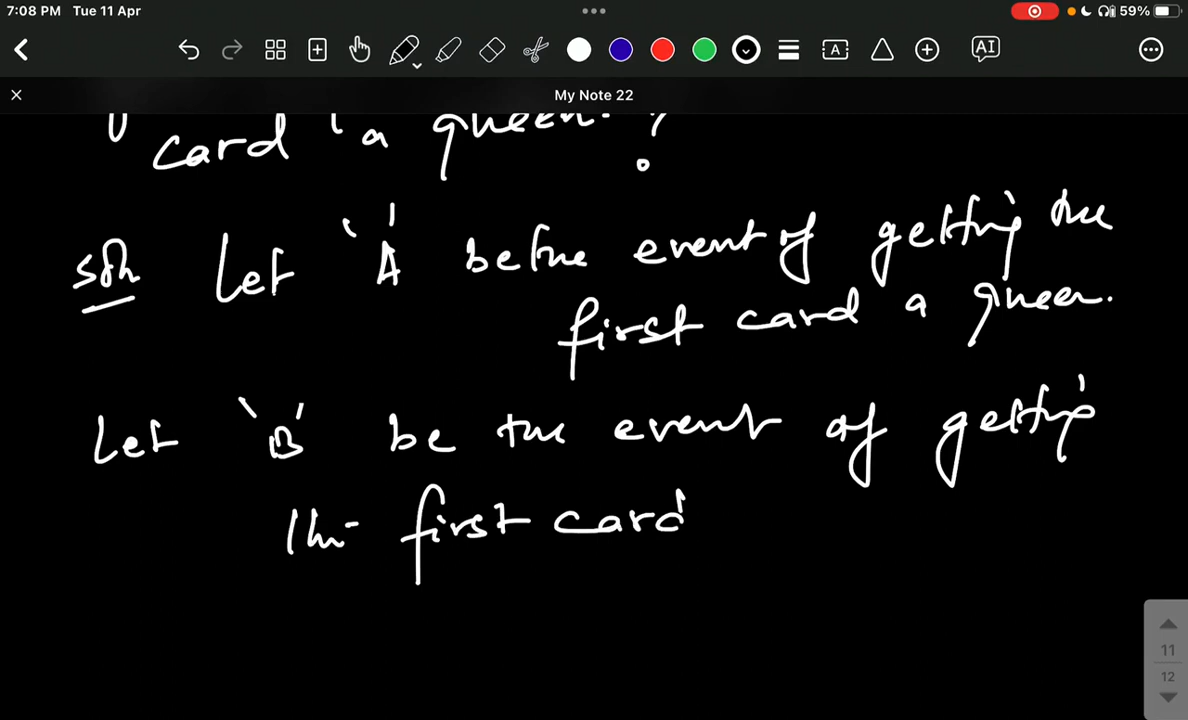 7:08 PM Tue 11 Apr
59%
A
AI
My Note 22
card a queen. ?
Soln Let 'A' be the event of getting the
first card a queen.
Let 'B' be the event of getting
the first card
11
12